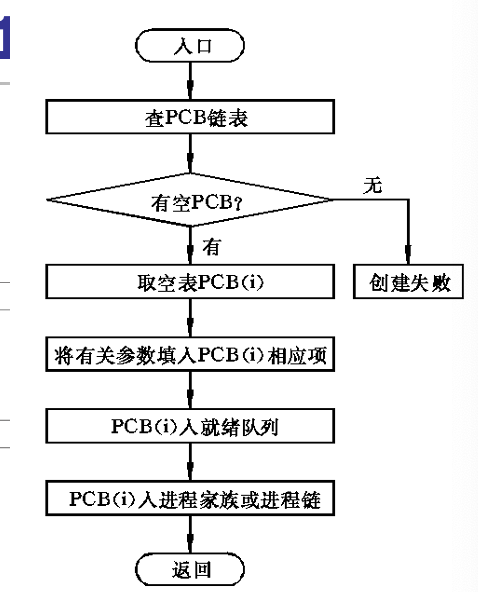 入口
查PCB链表
有空PCB?
无
有
取空表PCB(i)
创建失败
将有关参数填入PCB(i)相应项
PCB(i)入就绪队列
PCB(i)入进程家族或进程链
返回